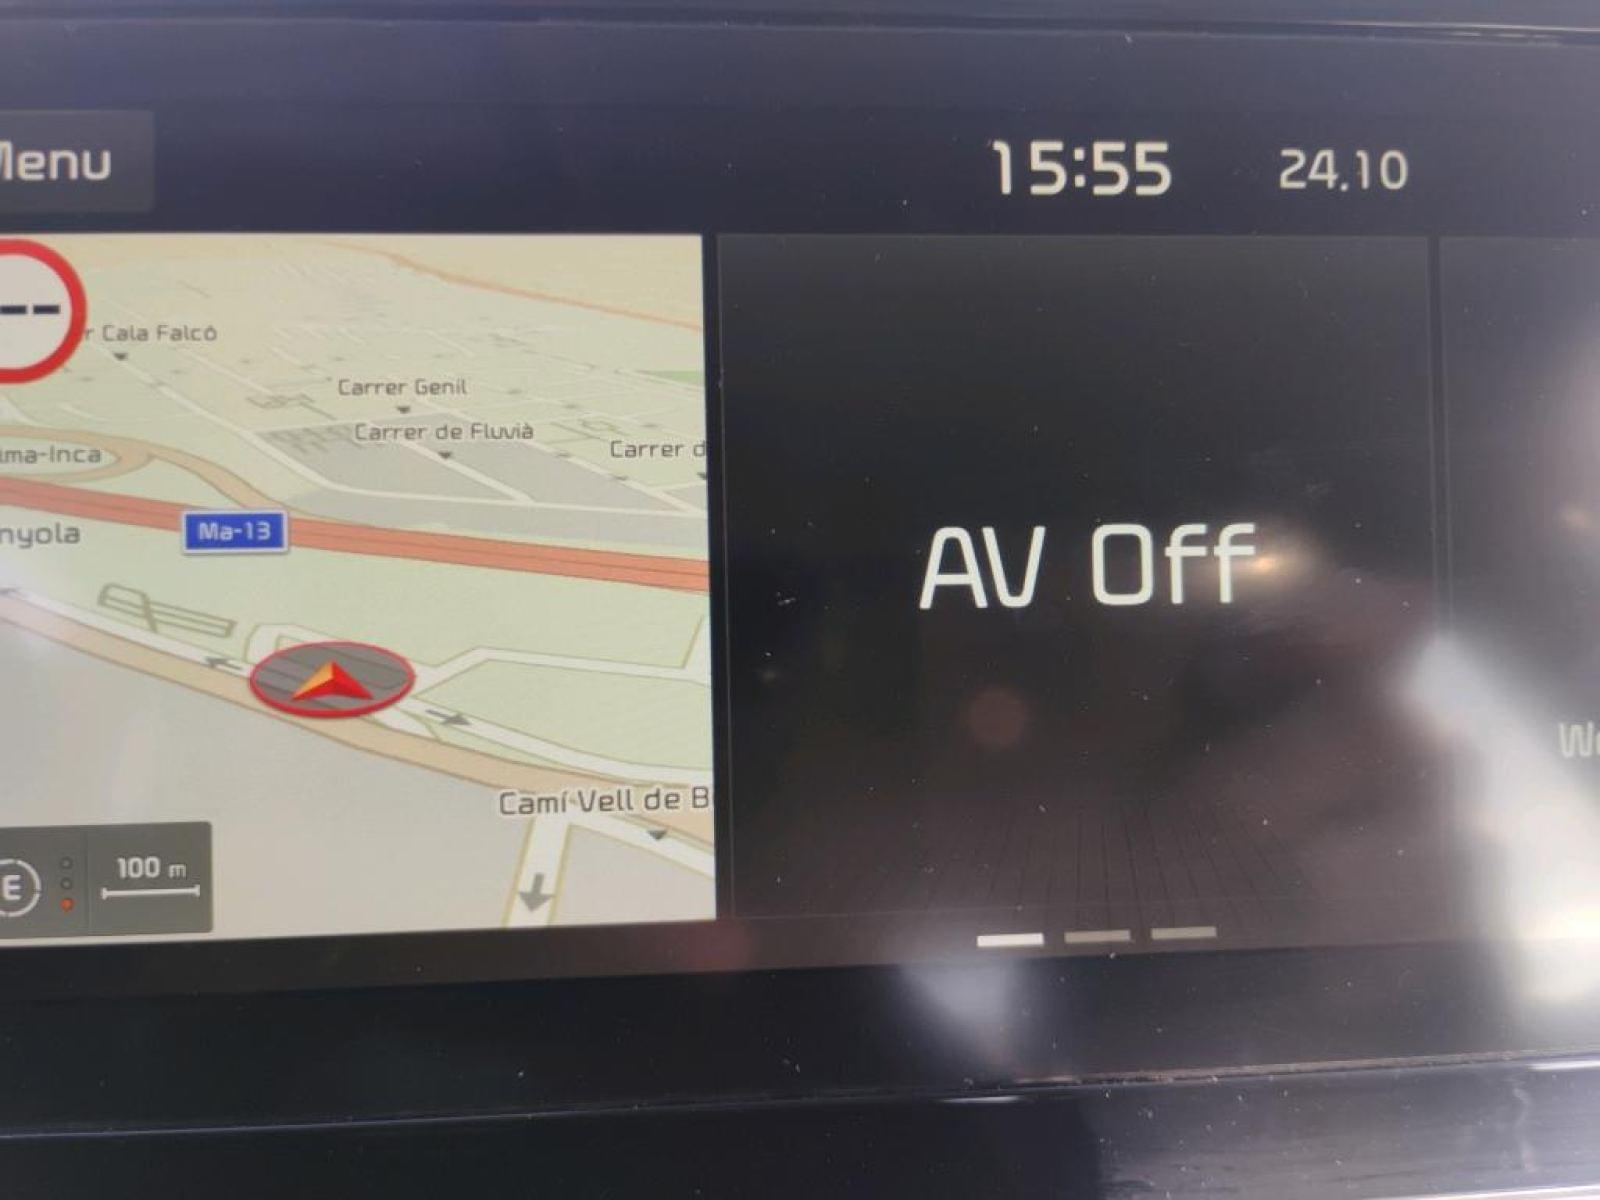 Menu
15:55
24.10
Cala Falcó
Carrer Genil
Carrer de Fluvià
Carrer d
ma-Inca
Ma-13
nyola
AV Off
We
Camí Vell de B
E
100 m